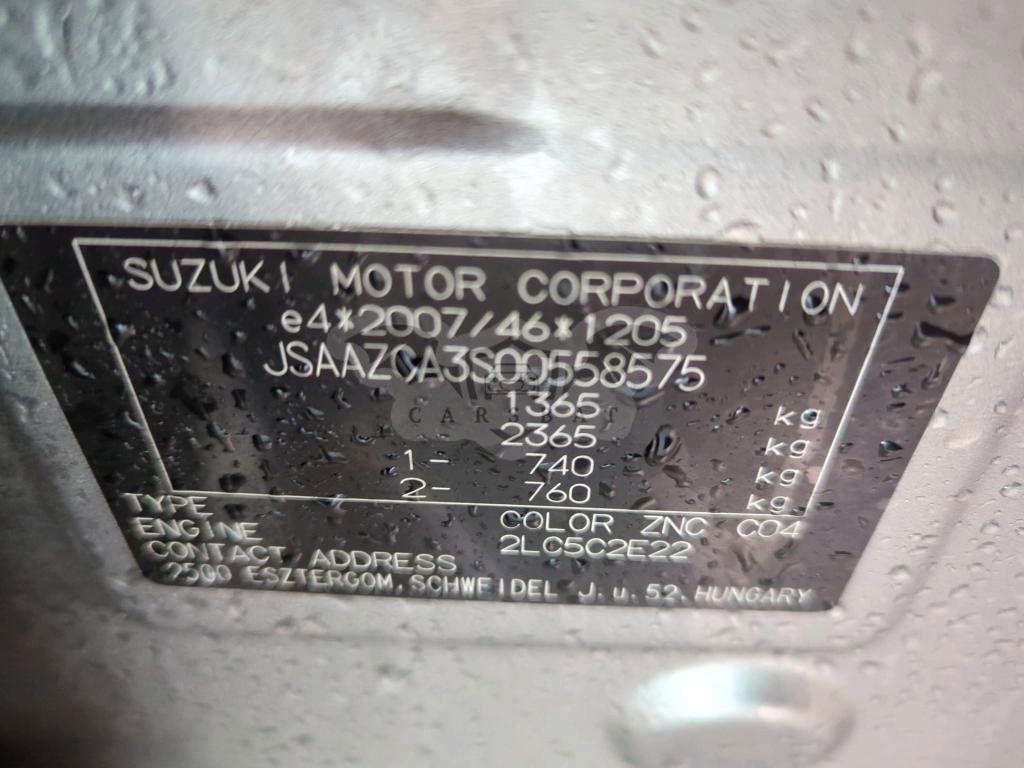 SUZUKI MOTOR CORPORATION
e4*2007/46*1205
JSAAZCA3S00558575
1365 kg
2365 kg
1- 740 kg
2- 760 kg
CARSBAT
TYPE COLOR ZNC C04
ENGINE 2LC5C2E22
CONTACT ADDRESS
2500 ESZTERGOM, SCHWEIDEL J.u. 52. HUNGARY